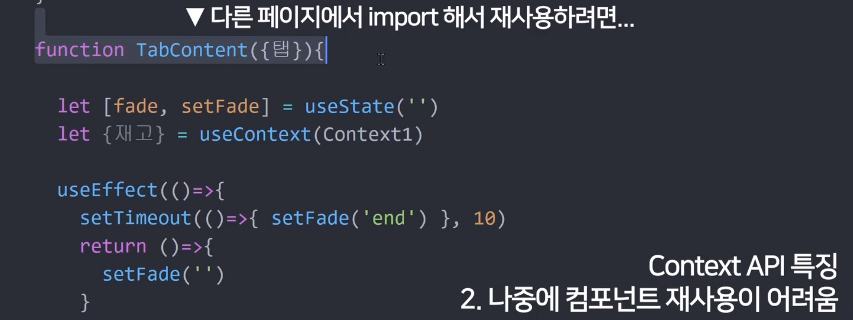 }
▼ 다른 페이지에서 import 해서 재사용하려면...
function TabContent({탭}){
let [fade, setFade] = useState('')
let {재고} = useContext(Context1)
useEffect(()=>{
setTimeout(()=>{ setFade('end') }, 10)
return ()=>{
setFade('')
}
Context API 특징
2. 나중에 컴포넌트 재사용이 어려움